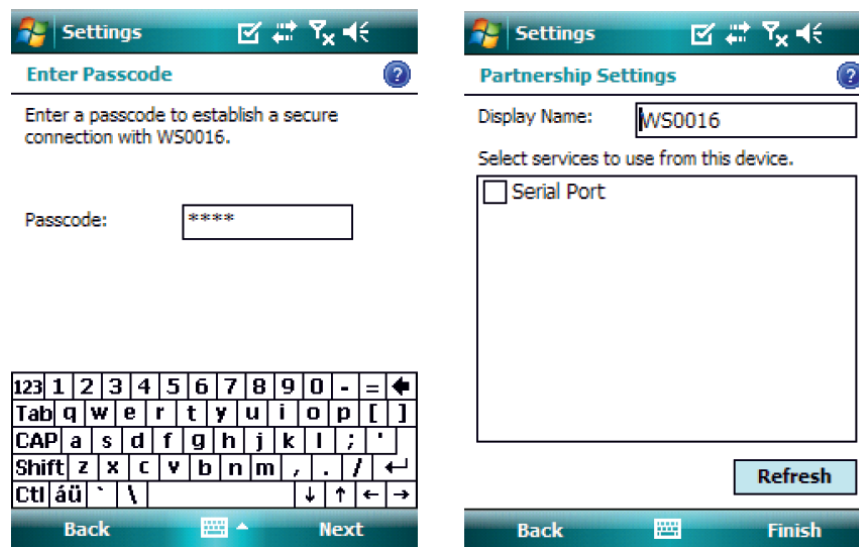 Settings
Enter Passcode
?
Enter a passcode to establish a secure
connection with WS0016.
Passcode: ****
123 1 2 3 4 5 6 7 8 9 0 - = 🡄
Tab q w e r t y u i o p [ ]
CAP a s d f g h j k l ; '
Shift z x c v b n m , . / ↵
Ctl áü ` \ ↓ ↑ ← →
Back Next
Settings
Partnership Settings
?
Display Name: WS0016
Select services to use from this device.
Serial Port
Refresh
Back Finish